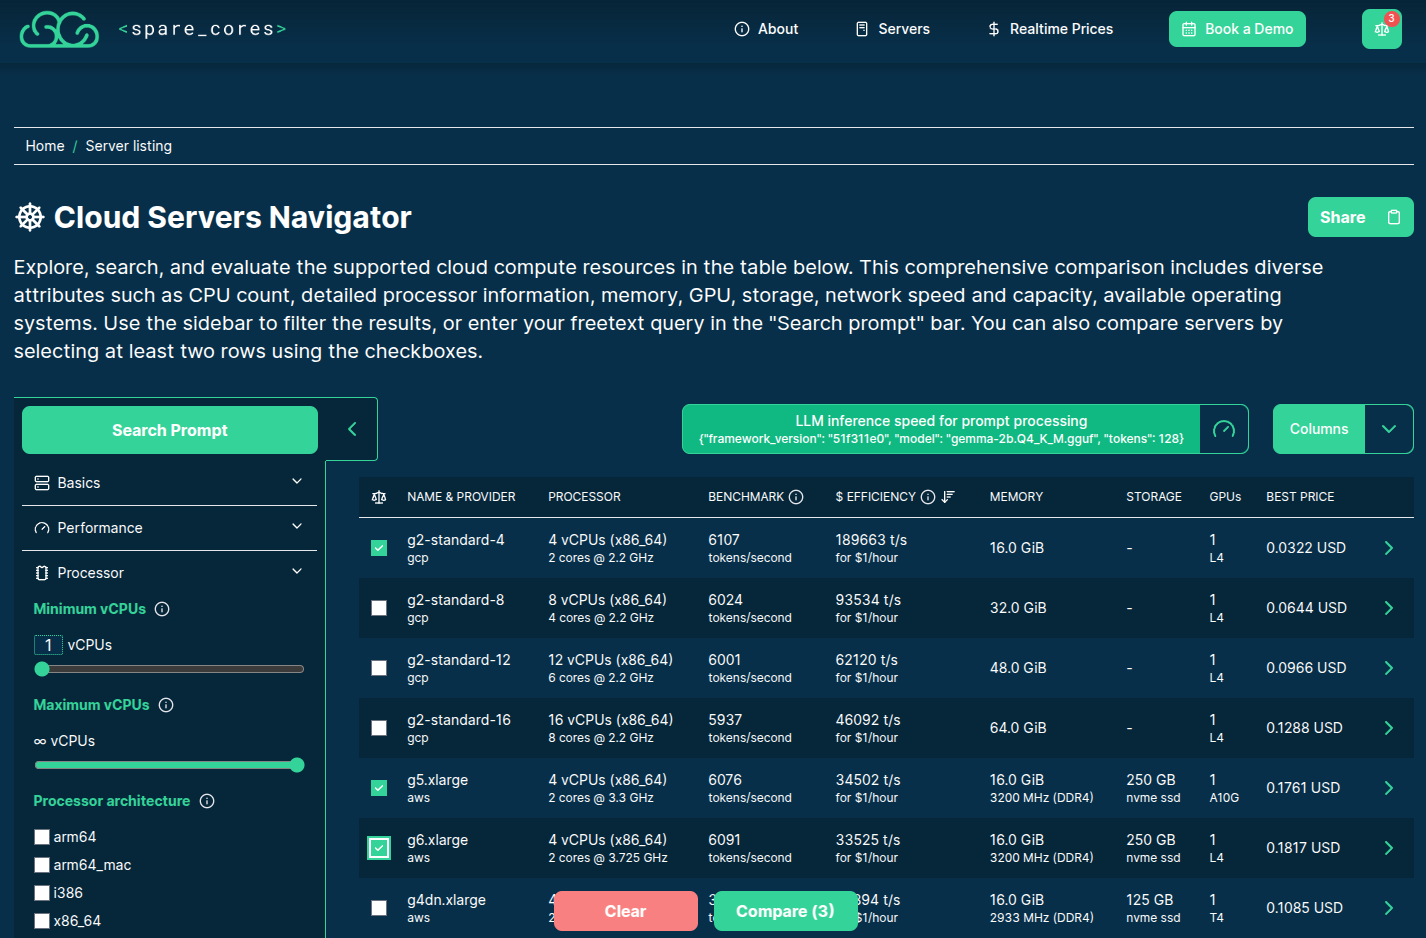 <spare_cores>
About
Servers
Realtime Prices
Book a Demo
3
Home / Server listing
Cloud Servers Navigator
Share
Explore, search, and evaluate the supported cloud compute resources in the table below. This comprehensive comparison includes diverse
attributes such as CPU count, detailed processor information, memory, GPU, storage, network speed and capacity, available operating
systems. Use the sidebar to filter the results, or enter your freetext query in the "Search prompt" bar. You can also compare servers by
selecting at least two rows using the checkboxes.
Search Prompt
LLM inference speed for prompt processing
{"framework_version": "51f311e0", "model": "gemma-2b.Q4_K_M.gguf", "tokens": 128}
Columns
Basics
Performance
Processor
Minimum vCPUs
1 vCPUs
Maximum vCPUs
∞ vCPUs
Processor architecture
arm64
arm64_mac
i386
x86_64
NAME & PROVIDER PROCESSOR BENCHMARK $ EFFICIENCY MEMORY STORAGE GPUs BEST PRICE
g2-standard-4 4 vCPUs (x86_64) 6107 189663 t/s 16.0 GiB - 1 0.0322 USD
gcp 2 cores @ 2.2 GHz tokens/second for $1/hour L4
g2-standard-8 8 vCPUs (x86_64) 6024 93534 t/s 32.0 GiB - 1 0.0644 USD
gcp 4 cores @ 2.2 GHz tokens/second for $1/hour L4
g2-standard-12 12 vCPUs (x86_64) 6001 62120 t/s 48.0 GiB - 1 0.0966 USD
gcp 6 cores @ 2.2 GHz tokens/second for $1/hour L4
g2-standard-16 16 vCPUs (x86_64) 5937 46092 t/s 64.0 GiB - 1 0.1288 USD
gcp 8 cores @ 2.2 GHz tokens/second for $1/hour L4
g5.xlarge 4 vCPUs (x86_64) 6076 34502 t/s 16.0 GiB 250 GB 1 0.1761 USD
aws 2 cores @ 3.3 GHz tokens/second for $1/hour 3200 MHz (DDR4) nvme ssd A10G
g6.xlarge 4 vCPUs (x86_64) 6091 33525 t/s 16.0 GiB 250 GB 1 0.1817 USD
aws 2 cores @ 3.725 GHz tokens/second for $1/hour 3200 MHz (DDR4) nvme ssd L4
g4dn.xlarge 16.0 GiB 125 GB 1 0.1085 USD
aws $1/hour 2933 MHz (DDR4) nvme ssd T4
Clear
Compare (3)